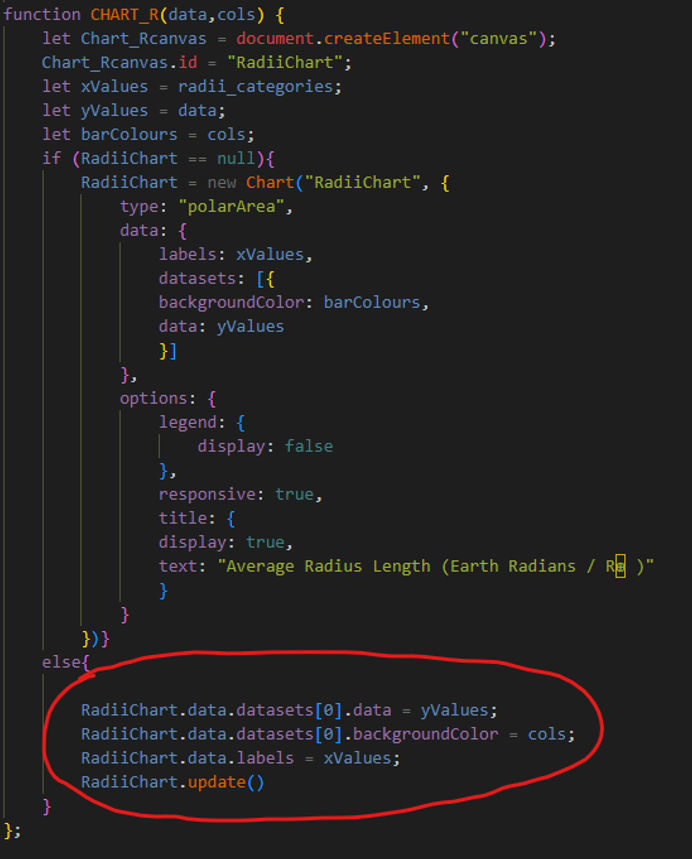 function CHART_R(data,cols) {
let Chart_Rcanvas = document.createElement("canvas");
Chart_Rcanvas.id = "RadiiChart";
let xValues = radii_categories;
let yValues = data;
let barColours = cols;
if (RadiiChart == null){
RadiiChart = new Chart("RadiiChart", {
type: "polarArea",
data: {
labels: xValues,
datasets: [{
backgroundColor: barColours,
data: yValues
}]
},
options: {
legend: {
display: false
},
responsive: true,
title: {
display: true,
text: "Average Radius Length (Earth Radians / R⊕ )"
}
}
})}
else{
RadiiChart.data.datasets[0].data = yValues;
RadiiChart.data.datasets[0].backgroundColor = cols;
RadiiChart.data.labels = xValues;
RadiiChart.update()
}
};